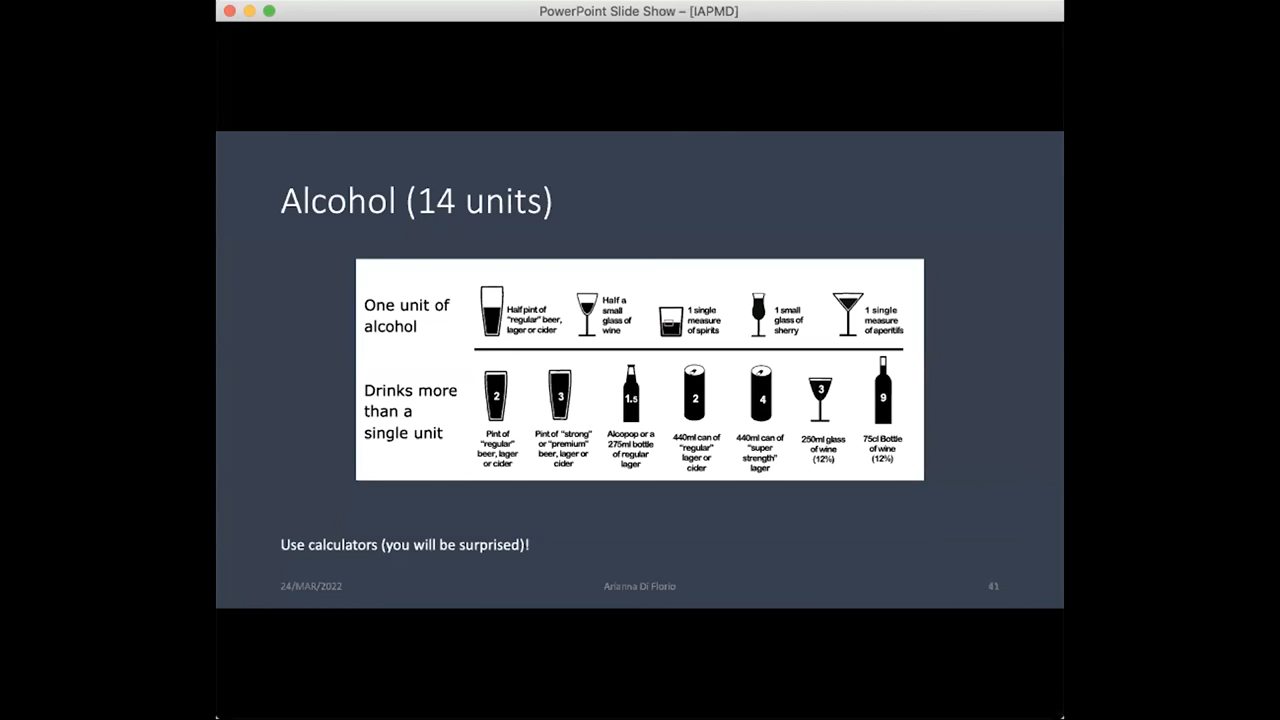 PowerPoint Slide Show – [IAPMD]
Alcohol (14 units)
One unit of
alcohol
Half pint of
"regular" beer,
lager or cider
Half a
small
glass of
wine
1 single
measure
of spirits
1 small
glass of
sherry
1 single
measure
of aperitifs
Drinks more
than a
single unit
2
3
1.5
2
4
3
9
Pint of
"regular"
beer, lager
or cider
Pint of "strong"
or "premium"
beer, lager or
cider
Alcopop or a
275ml bottle
of regular
lager
440ml can of
"regular"
lager or
cider
440ml can of
"super
strength"
lager
250ml glass
of wine
(12%)
75cl Bottle
of wine
(12%)
Use calculators (you will be surprised)!
24/MAR/2022
Arianna Di Florio
41